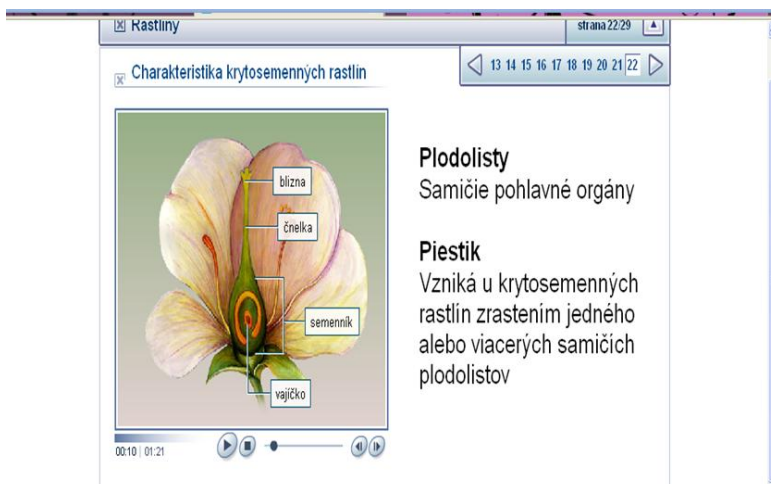 Rastliny
strana 22/29
13 14 15 16 17 18 19 20 21 22
Charakteristika krytosemenných rastlín
blizna
čnelka
semenník
vajíčko
Plodolisty
Samičie pohlavné orgány
Piestik
Vzniká u krytosemenných
rastlín zrastením jedného
alebo viacerých samičích
plodolistov
00:10 | 01:21